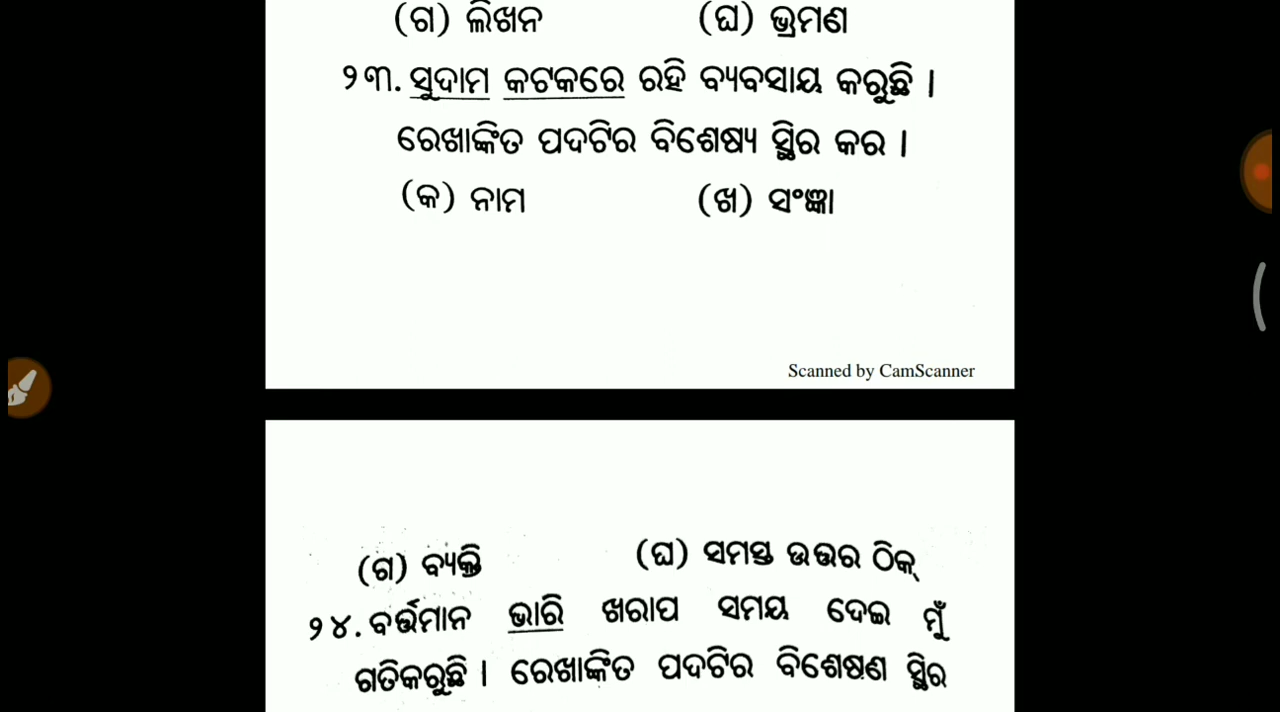 (ଗ) ଲିଖନ (ଘ) ଭ୍ରମଣ
୨୩. ସୁଦାମ କଟକରେ ରହି ବ୍ୟବସାୟ କରୁଛି ।
ରେଖାଙ୍କିତ ପଦଟିର ବିଶେଷ୍ୟ ସ୍ଥିର କର ।
(କ) ନାମ (ଖ) ସଂଜ୍ଞା
Scanned by CamScanner
(ଗ) ବ୍ୟକ୍ତି (ଘ) ସମସ୍ତ ଉତ୍ତର ଠିକ୍
୨୪. ବର୍ତ୍ତମାନ ଭାରି ଖରାପ ସମୟ ଦେଇ ମୁଁ
ଗତିକରୁଛି । ରେଖାଙ୍କିତ ପଦଟିର ବିଶେଷଣ ସ୍ଥିର